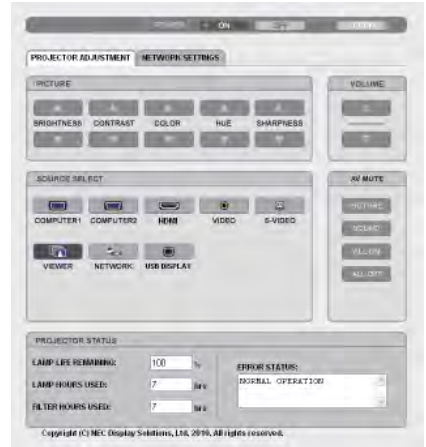 POWER ON OFF
PROJECTOR ADJUSTMENT NETWORK SETTINGS
PICTURE
BRIGHTNESS CONTRAST COLOR HUE SHARPNESS
VOLUME
SOURCE SELECT
COMPUTER1 COMPUTER2 HDMI VIDEO S-VIDEO
VIEWER NETWORK USB DISPLAY
AV MUTE
PICTURE
SOUND
ALL ON
ALL OFF
PROJECTOR STATUS
LAMP LIFE REMAINING: 100 %
LAMP HOURS USED: 7 hrs
FILTER HOURS USED: 7 hrs
ERROR STATUS:
NORMAL OPERATION
Copyright (C) NEC Display Solutions, Ltd. 2010, All rights reserved.